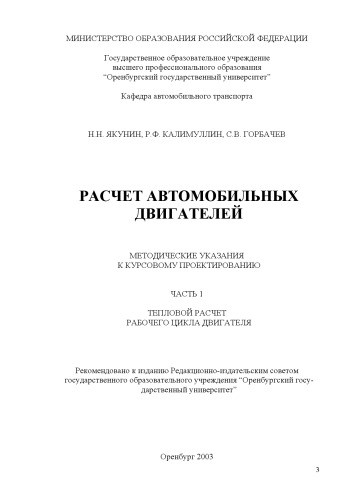 МИНИСТЕРСТВО ОБРАЗОВАНИЯ РОССИЙСКОЙ ФЕДЕРАЦИИ
Государственное образовательное учреждение
высшего профессионального образования
“Оренбургский государственный университет”
Кафедра автомобильного транспорта
Н.Н. ЯКУНИН, Р.Ф. КАЛИМУЛЛИН, С.В. ГОРБАЧЕВ
РАСЧЕТ АВТОМОБИЛЬНЫХ
ДВИГАТЕЛЕЙ
МЕТОДИЧЕСКИЕ УКАЗАНИЯ
К КУРСОВОМУ ПРОЕКТИРОВАНИЮ
ЧАСТЬ 1
ТЕПЛОВОЙ РАСЧЕТ
РАБОЧЕГО ЦИКЛА ДВИГАТЕЛЯ
Рекомендовано к изданию Редакционно-издательским советом
государственного образовательного учреждения “Оренбургский госу-
дарственный университет”
Оренбург 2003
3